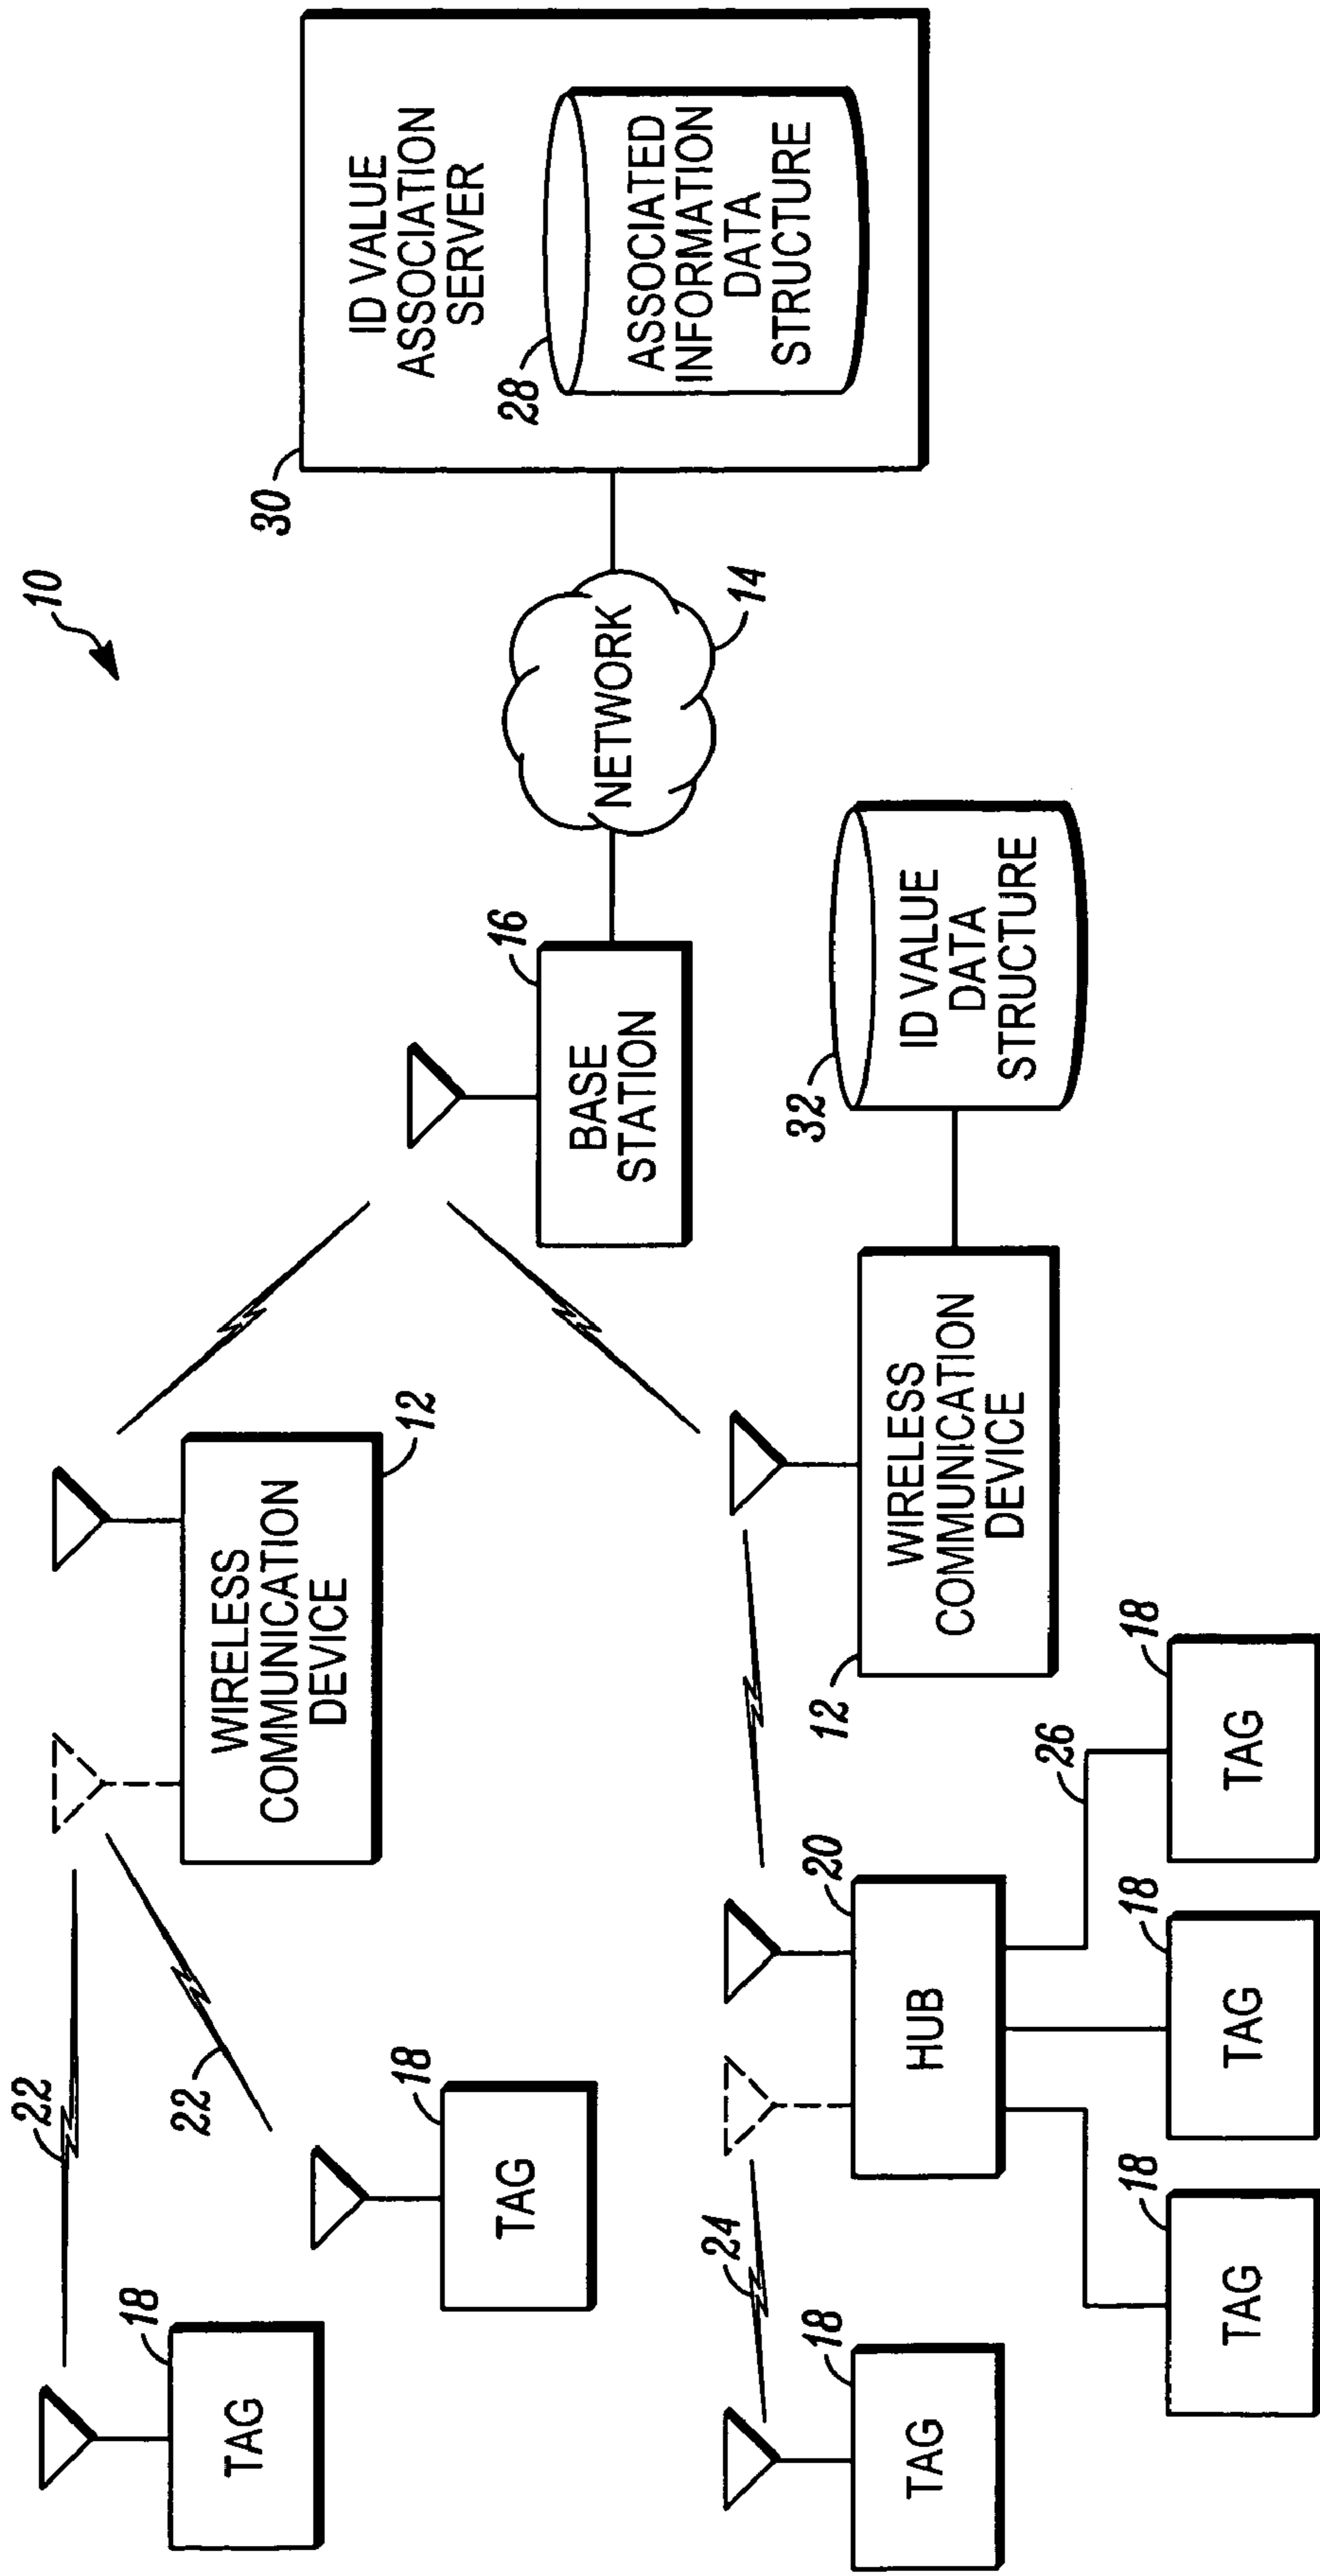 10
22
18
TAG
22
18
TAG
WIRELESS
COMMUNICATION
DEVICE
12
16
BASE
STATION
NETWORK
14
30
ID VALUE
ASSOCIATION
SERVER
28
ASSOCIATED
INFORMATION
DATA
STRUCTURE
24
18
TAG
20
HUB
26
18
TAG
18
TAG
18
TAG
12
WIRELESS
COMMUNICATION
DEVICE
32
ID VALUE
DATA
STRUCTURE